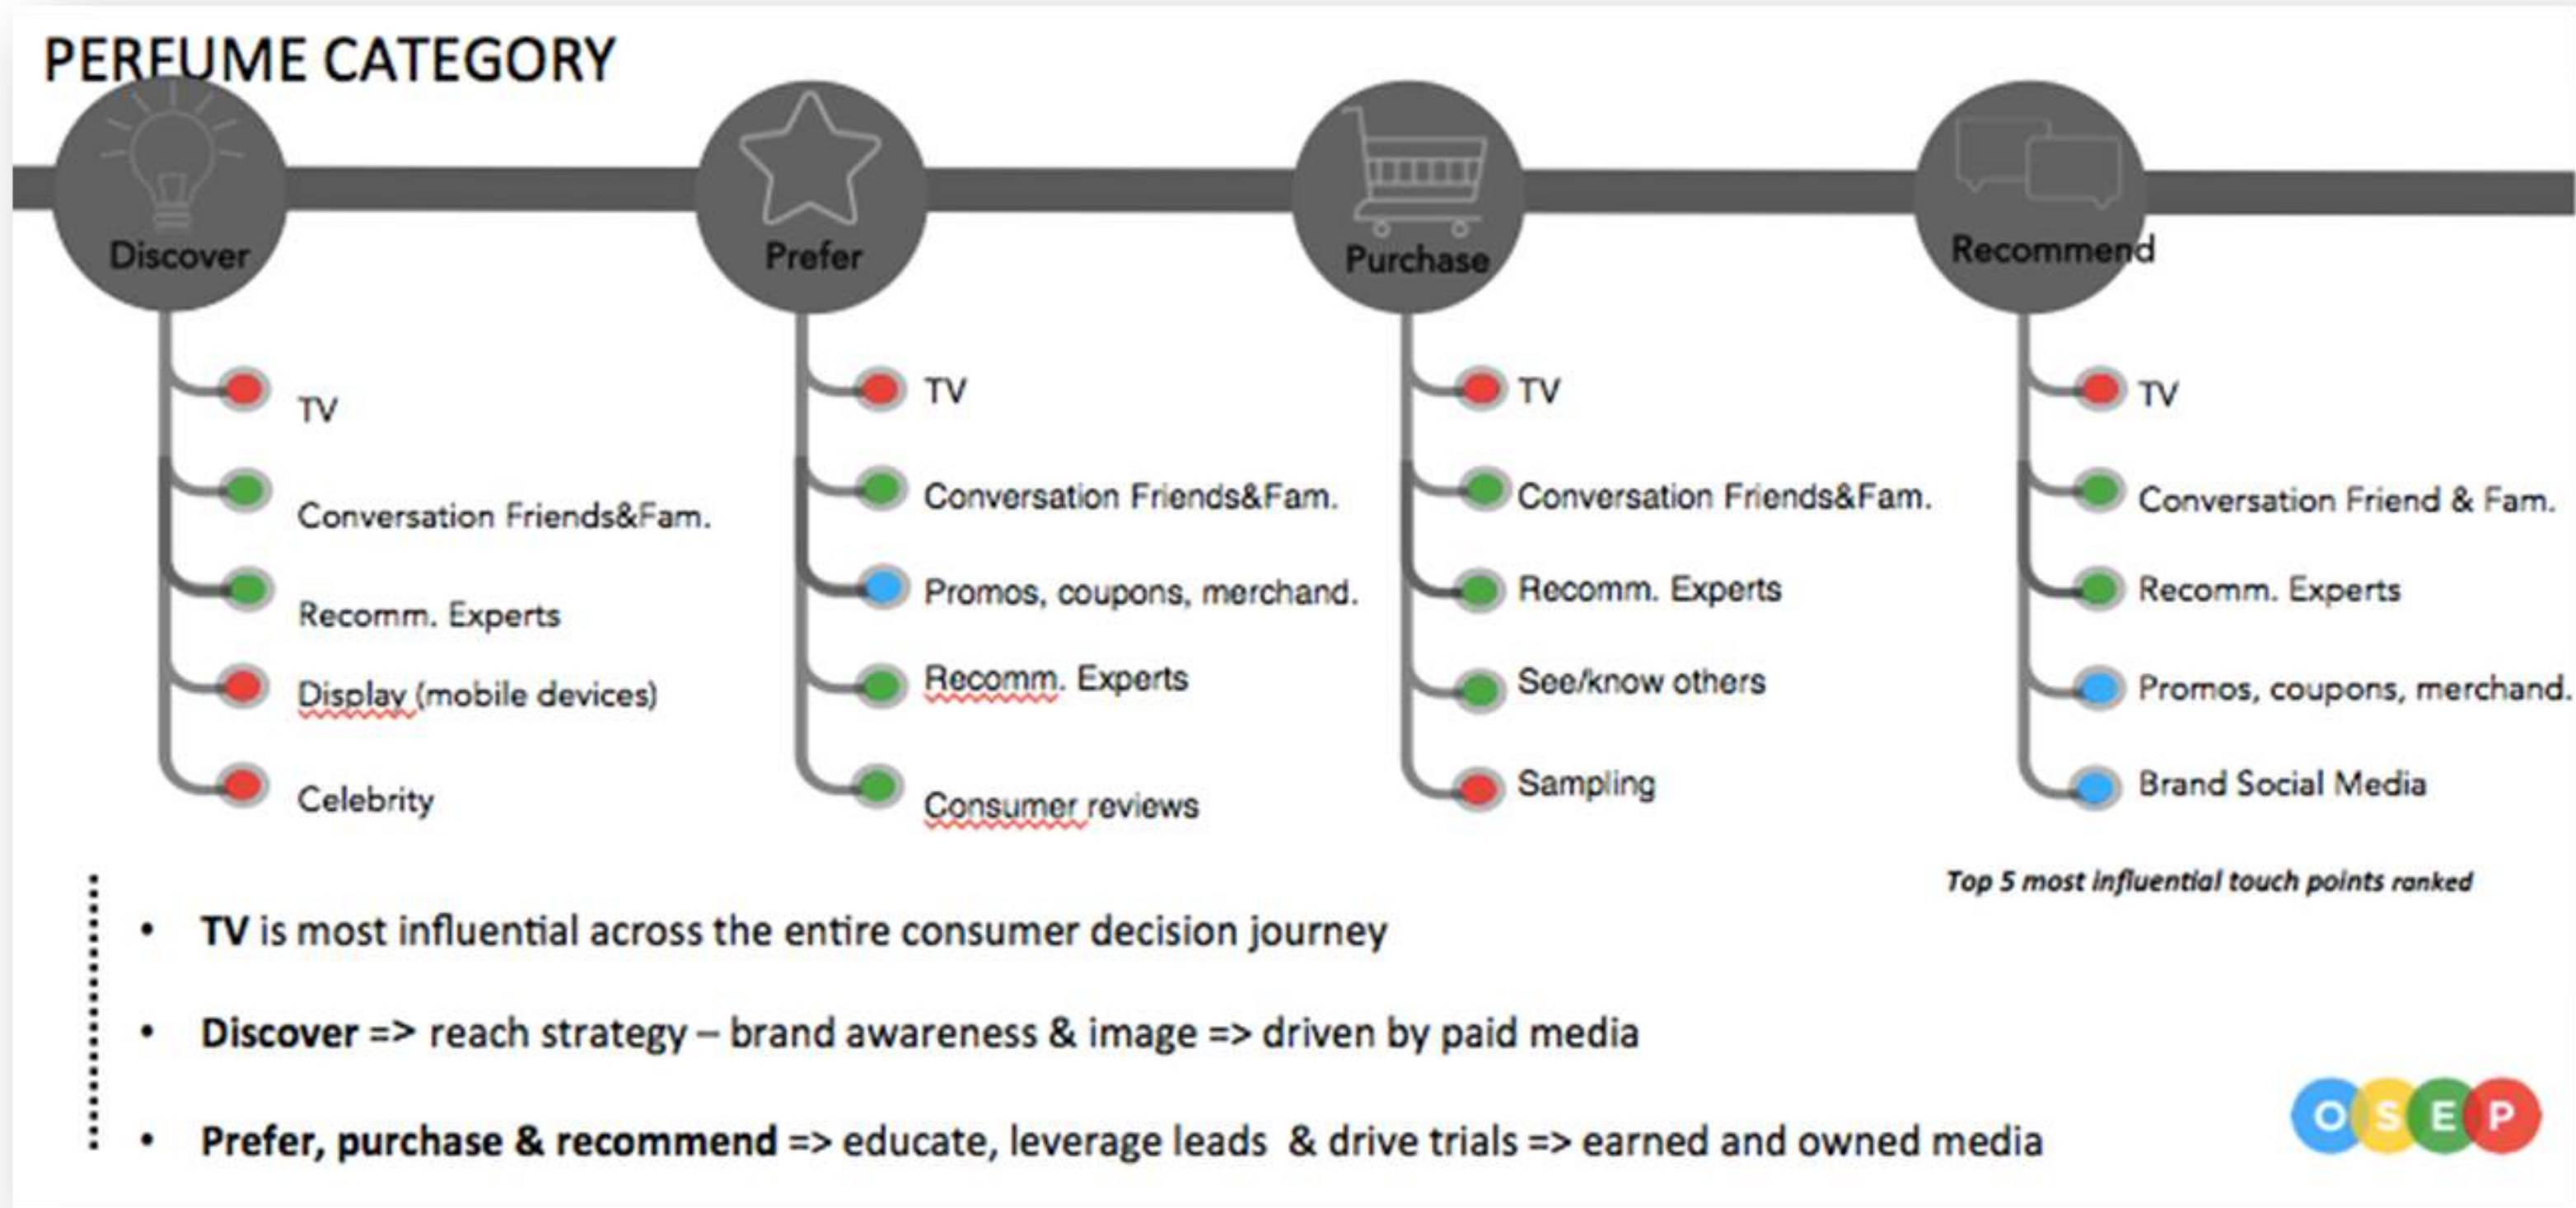 PERFUME CATEGORY
Discover
TV
Conversation Friends&Fam.
Recomm. Experts
Display (mobile devices)
Celebrity
Prefer
TV
Conversation Friends&Fam.
Promos, coupons, merchand.
Recomm. Experts
Consumer reviews
Purchase
TV
Conversation Friends&Fam.
Recomm. Experts
See/know others
Sampling
Recommend
TV
Conversation Friend & Fam.
Recomm. Experts
Promos, coupons, merchand.
Brand Social Media
Top 5 most influential touch points ranked
• TV is most influential across the entire consumer decision journey
• Discover => reach strategy – brand awareness & image => driven by paid media
• Prefer, purchase & recommend => educate, leverage leads & drive trials => earned and owned media
OSEP